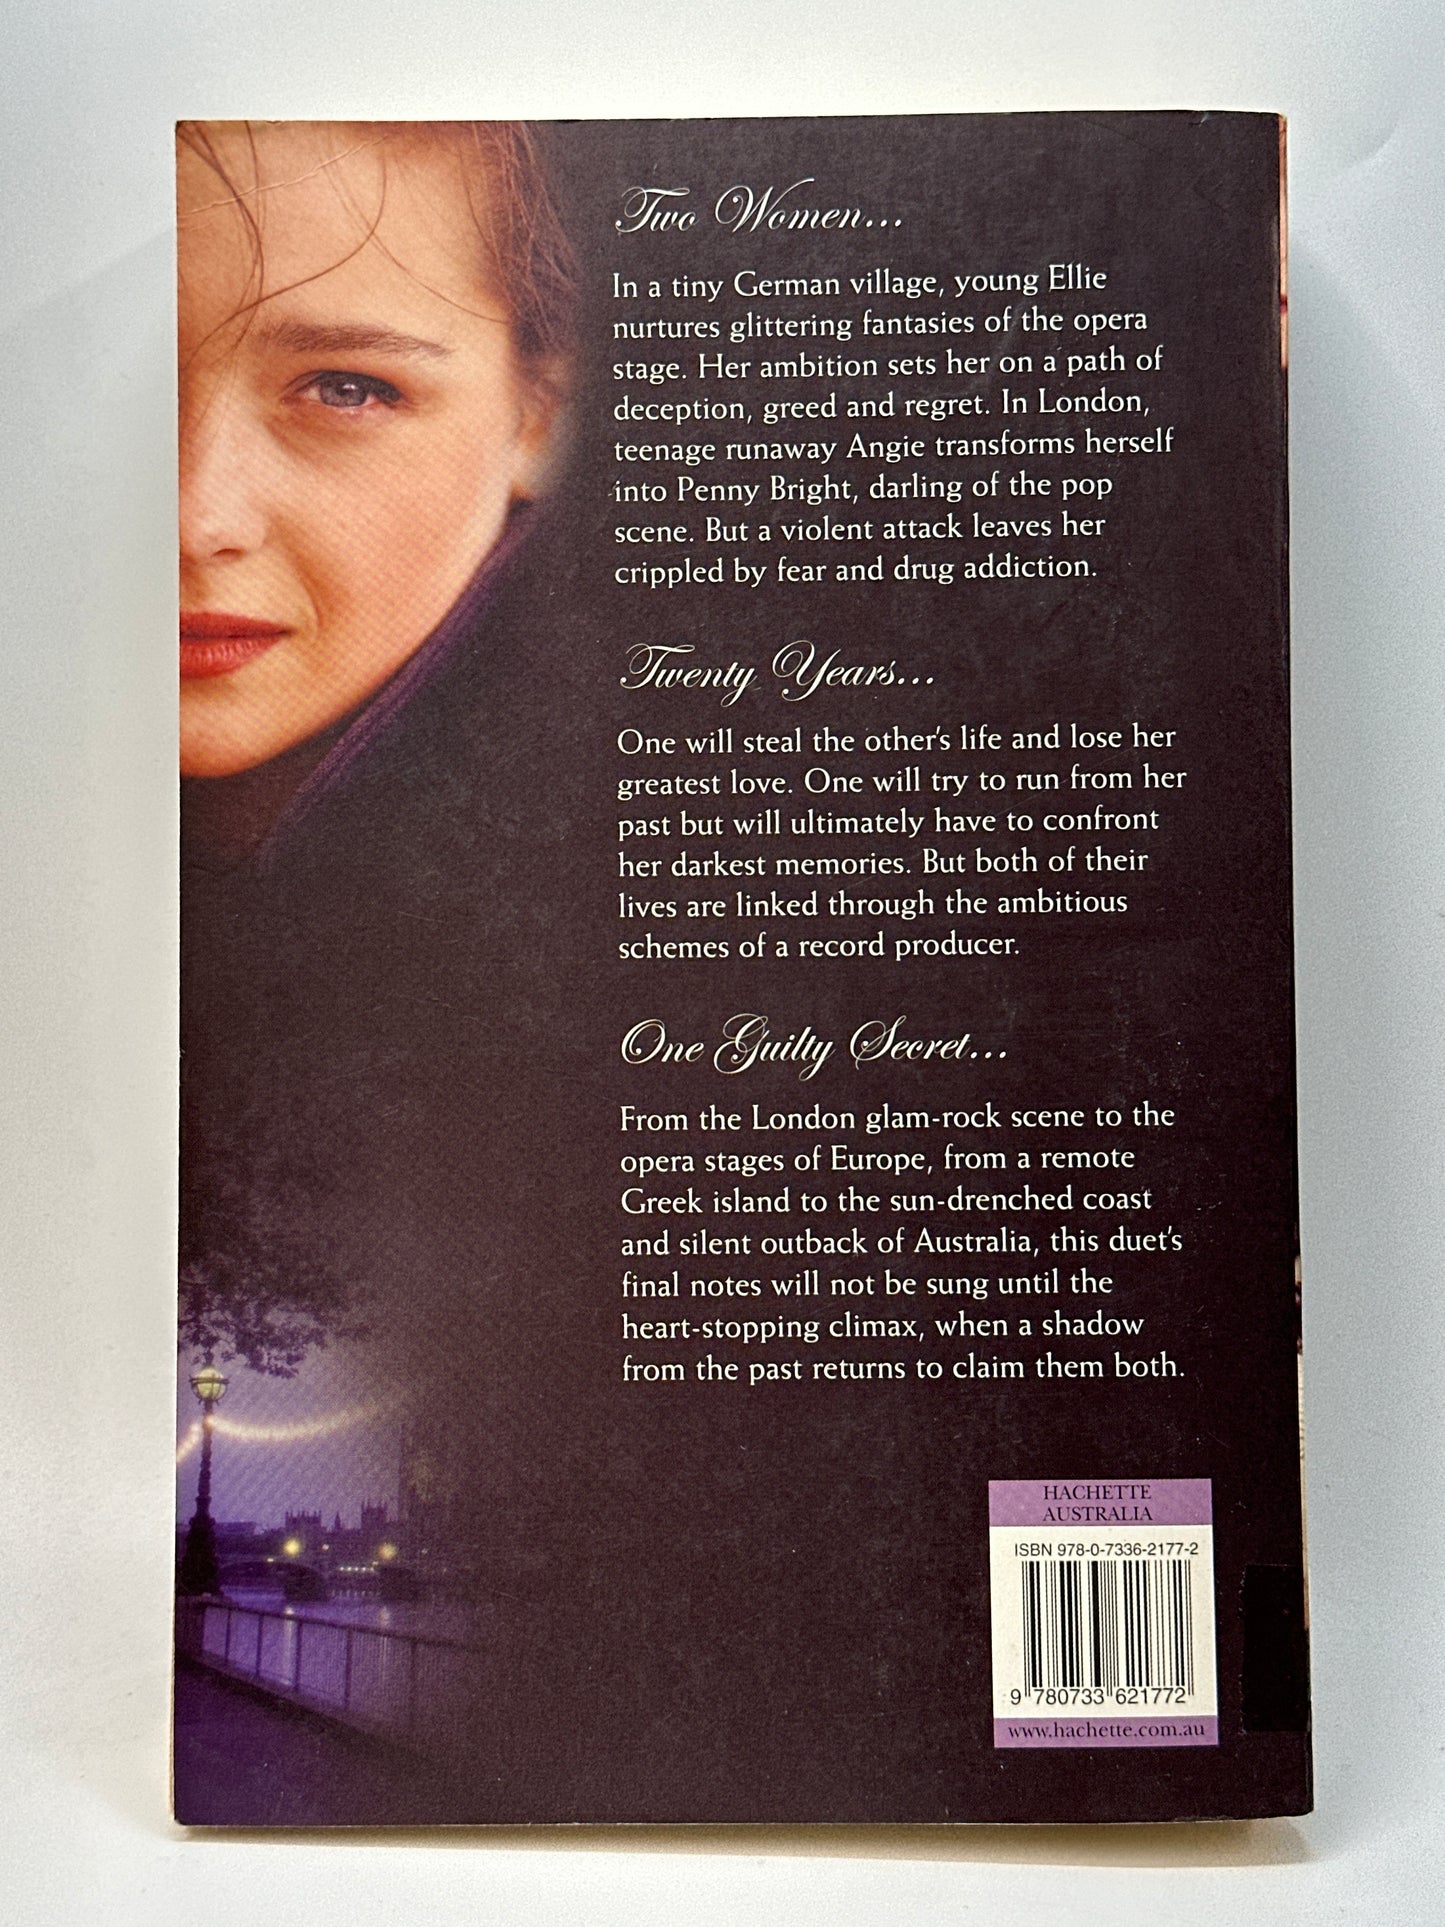 Two Women...
In a tiny German village, young Ellie
nurtures glittering fantasies of the opera
stage. Her ambition sets her on a path of
deception, greed and regret. In London,
teenage runaway Angie transforms herself
into Penny Bright, darling of the pop
scene. But a violent attack leaves her
crippled by fear and drug addiction.
Twenty Years...
One will steal the other's life and lose her
greatest love. One will try to run from her
past but will ultimately have to confront
her darkest memories. But both of their
lives are linked through the ambitious
schemes of a record producer.
One Guilty Secret...
From the London glam-rock scene to the
opera stages of Europe, from a remote
Greek island to the sun-drenched coast
and silent outback of Australia, this duet's
final notes will not be sung until the
heart-stopping climax, when a shadow
from the past returns to claim them both.
HACHETTE
AUSTRALIA
ISBN 978-0-7336-2177-2
9 780733 621772
www.hachette.com.au